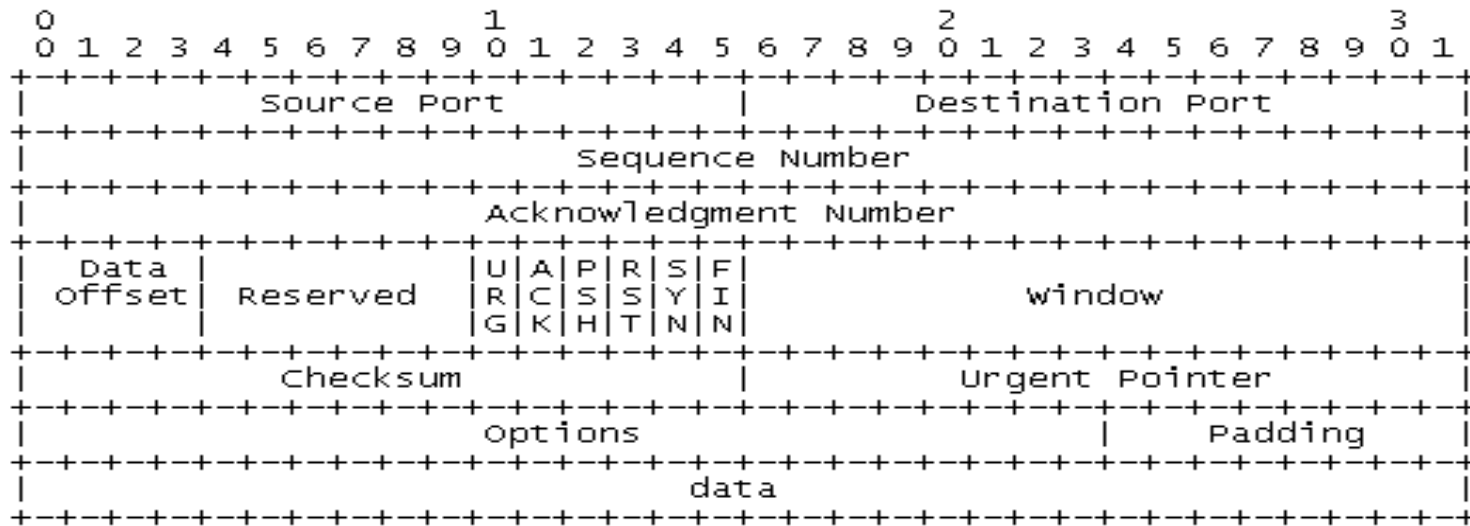 0                   1                   2                   3
 0 1 2 3 4 5 6 7 8 9 0 1 2 3 4 5 6 7 8 9 0 1 2 3 4 5 6 7 8 9 0 1
+-+-+-+-+-+-+-+-+-+-+-+-+-+-+-+-+-+-+-+-+-+-+-+-+-+-+-+-+-+-+-+-+
|          Source Port          |       Destination Port        |
+-+-+-+-+-+-+-+-+-+-+-+-+-+-+-+-+-+-+-+-+-+-+-+-+-+-+-+-+-+-+-+-+
|                        Sequence Number                        |
+-+-+-+-+-+-+-+-+-+-+-+-+-+-+-+-+-+-+-+-+-+-+-+-+-+-+-+-+-+-+-+-+
|                    Acknowledgment Number                      |
+-+-+-+-+-+-+-+-+-+-+-+-+-+-+-+-+-+-+-+-+-+-+-+-+-+-+-+-+-+-+-+-+
|  Data |           |U|A|P|R|S|F|                               |
| Offset| Reserved  |R|C|S|S|Y|I|            Window             |
|       |           |G|K|H|T|N|N|                               |
+-+-+-+-+-+-+-+-+-+-+-+-+-+-+-+-+-+-+-+-+-+-+-+-+-+-+-+-+-+-+-+-+
|           Checksum            |         Urgent Pointer        |
+-+-+-+-+-+-+-+-+-+-+-+-+-+-+-+-+-+-+-+-+-+-+-+-+-+-+-+-+-+-+-+-+
|                    Options                    |    Padding    |
+-+-+-+-+-+-+-+-+-+-+-+-+-+-+-+-+-+-+-+-+-+-+-+-+-+-+-+-+-+-+-+-+
|                             data                              |
+-+-+-+-+-+-+-+-+-+-+-+-+-+-+-+-+-+-+-+-+-+-+-+-+-+-+-+-+-+-+-+-+